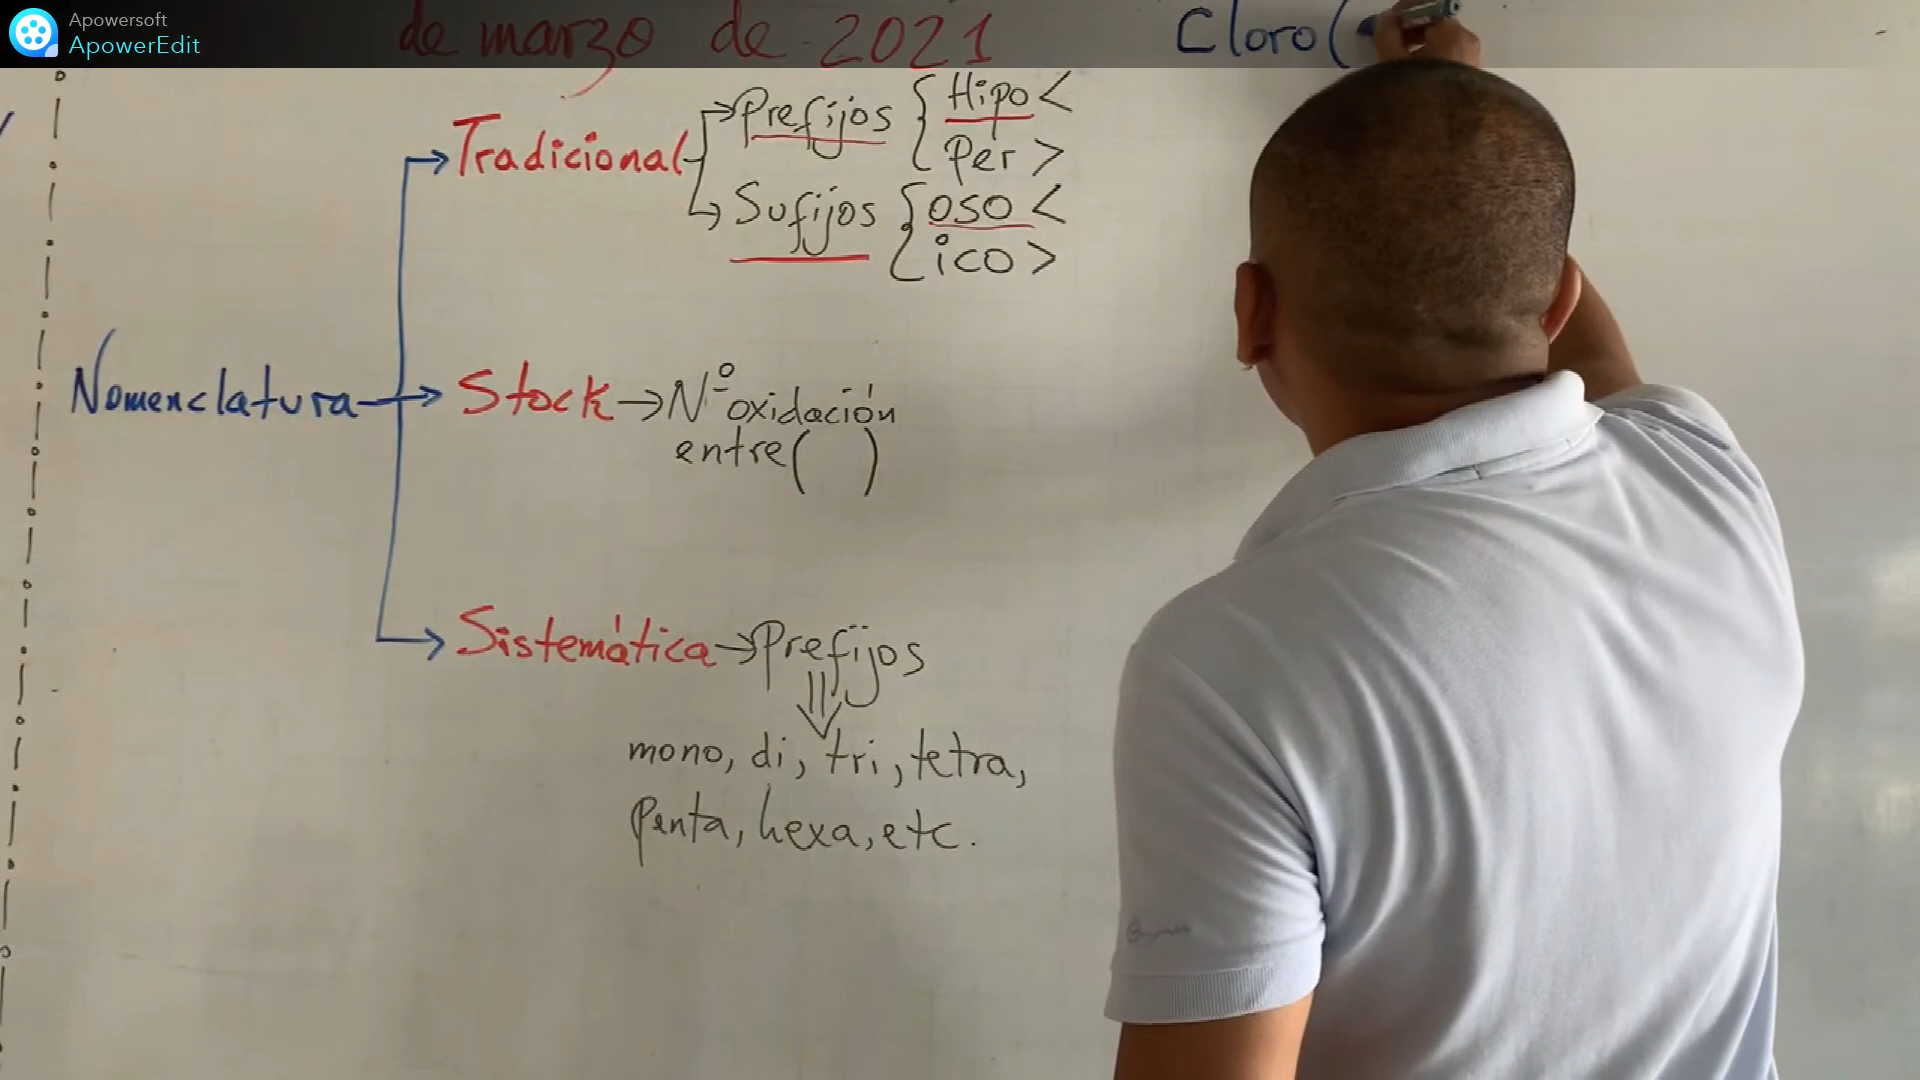 Apowersoft
ApowerEdit
de marzo de 2021
Cloro(
Nomenclatura
Tradicional
Prefijos { Hipo <
Per >
Sufijos { oso <
ico >
Stock → Nº oxidación
entre( )
Sistemática → Prefijos
mono, di, tri, tetra,
penta, hexa, etc.